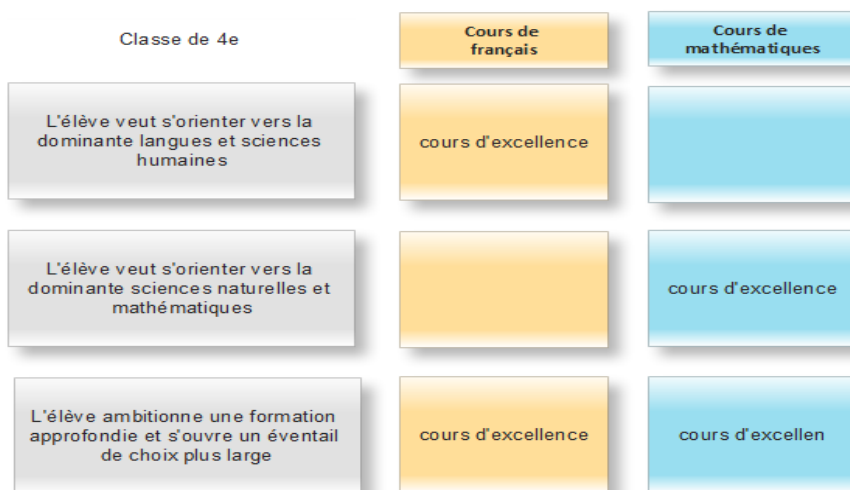 Classe de 4e
Cours de
français
Cours de
mathématiques
L'élève veut s'orienter vers la
dominante langues et sciences
humaines
cours d'excellence
L'élève veut s'orienter vers la
dominante sciences naturelles et
mathématiques
cours d'excellence
L'élève ambitionne une formation
approfondie et s'ouvre un éventail
de choix plus large
cours d'excellence
cours d'excellen